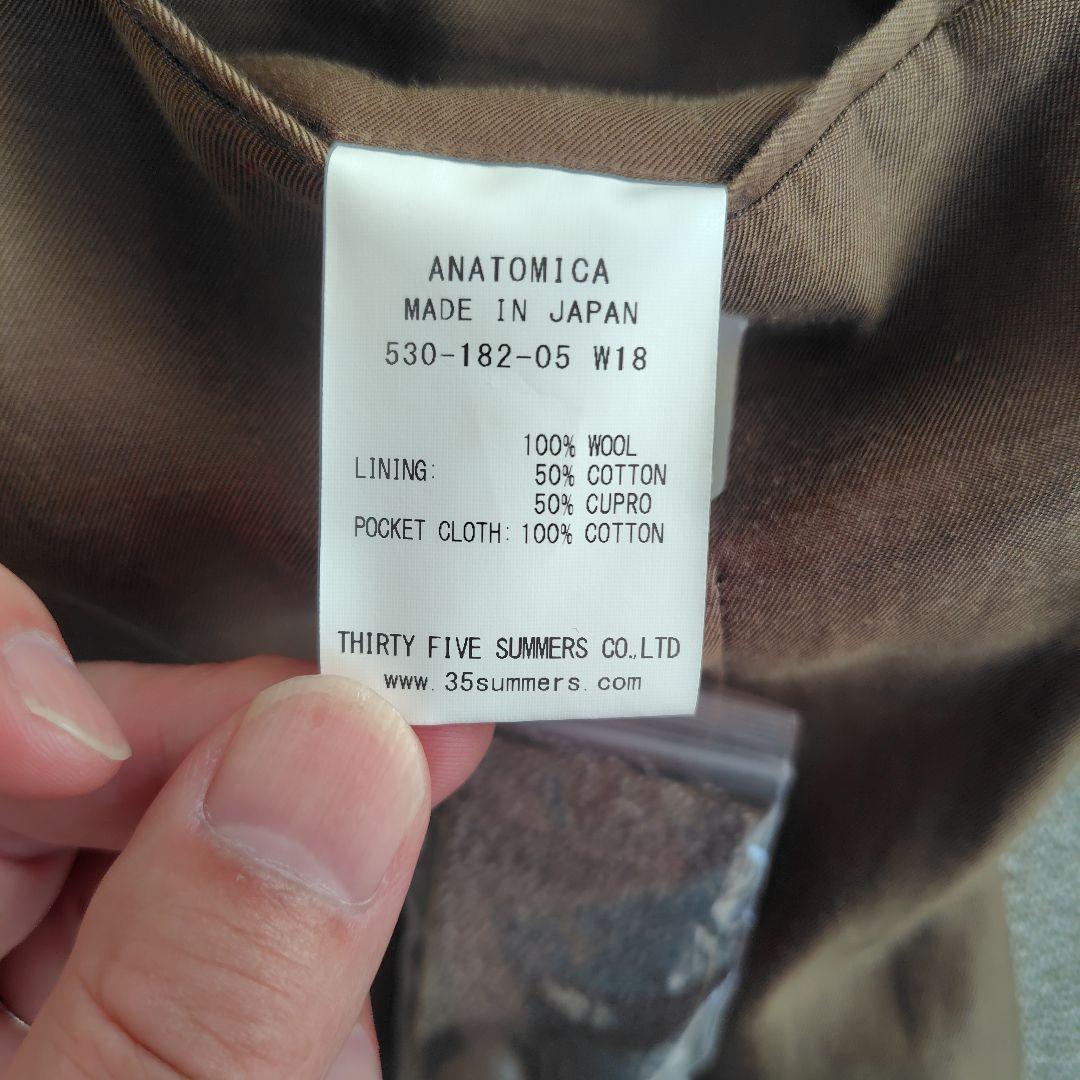 ANATOMICA
MADE IN JAPAN
530-182-05 W18
100% WOOL
LINING: 50% COTTON
50% CUPRO
POCKET CLOTH: 100% COTTON
THIRTY FIVE SUMMERS CO.,LTD
www.35summers.com